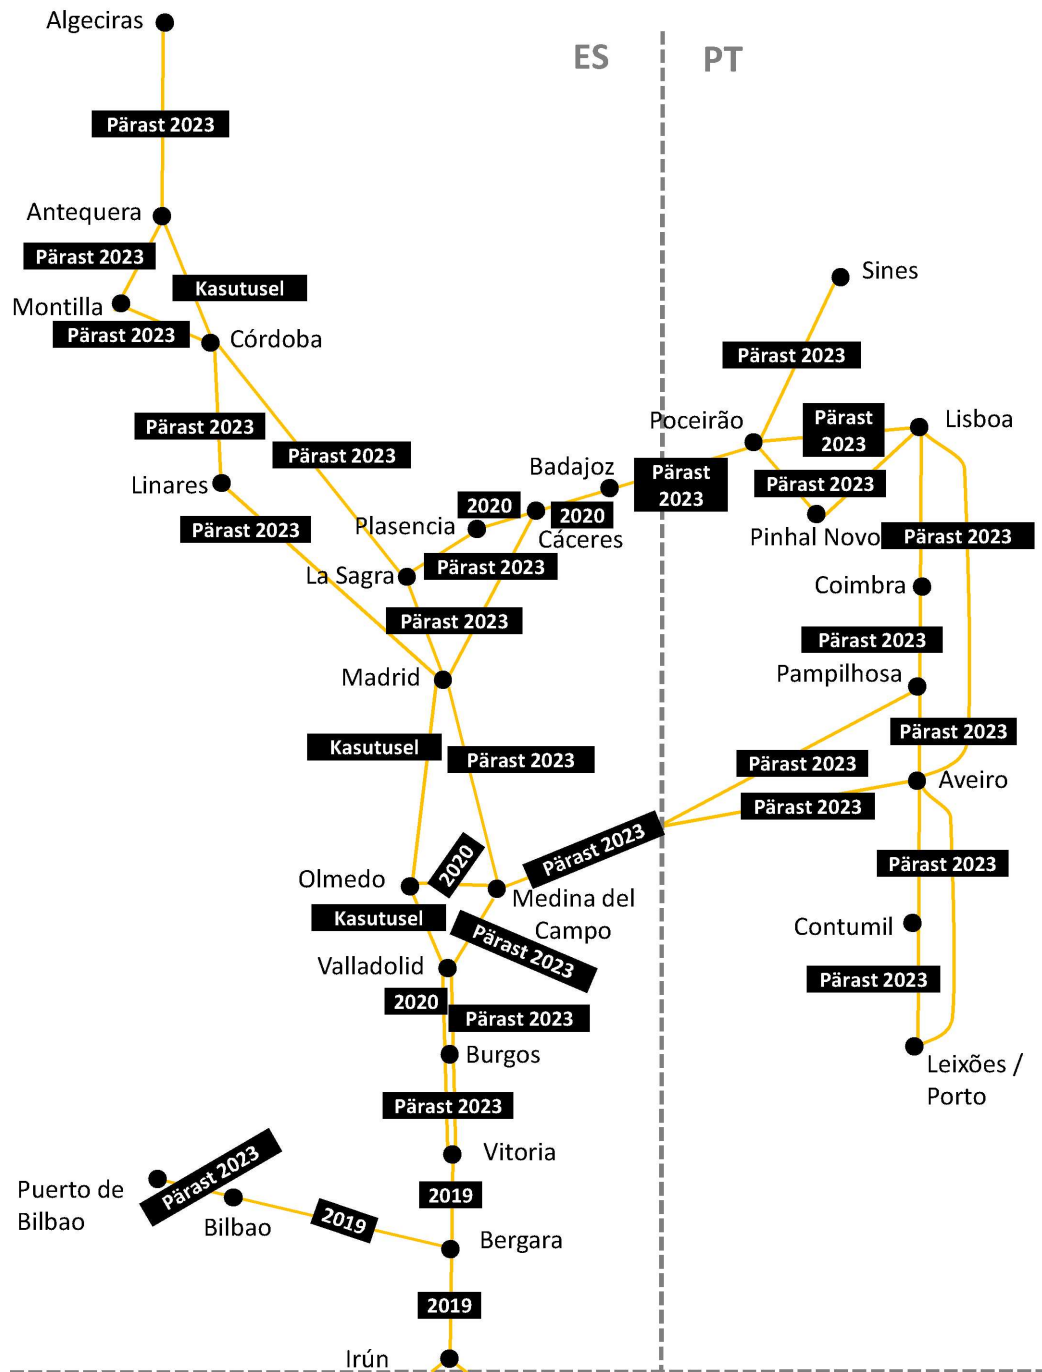 Algeciras
ES
PT
Pärast 2023
Antequera
Pärast 2023
Kasutusel
Montilla
Pärast 2023
Córdoba
Sines
Pärast 2023
Poceirão
Pärast
2023
Lisboa
Pärast 2023
Pärast 2023
Linares
Badajoz
Pärast
2023
Pärast 2023
Pärast 2023
Plasencia
2020
2020
Cáceres
Pinhal Novo
Pärast 2023
La Sagra
Pärast 2023
Coimbra
Pärast 2023
Pärast 2023
Madrid
Pampilhosa
Kasutusel
Pärast 2023
Pärast 2023
Pärast 2023
Aveiro
Pärast 2023
Pärast 2023
Pärast 2023
Olmedo
2020
Medina del
Campo
Kasutusel
Pärast 2023
Contumil
Valladolid
Pärast 2023
2020
Pärast 2023
Burgos
Leixões /
Porto
Pärast 2023
Vitoria
Pärast 2023
Puerto de
Bilbao
2019
Bilbao
2019
Bergara
2019
Irún